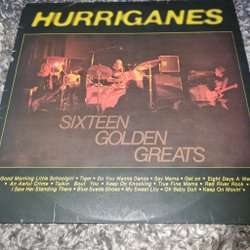 HURRIGANES
SIXTEEN
GOLDEN
GREATS
Good Morning Little Schoolgirl • Tiger • Do You Wanna Dance • Say Mama • Get on • Eight Days A Week
An Awful Crime • Talkin' Bout You • Keep On Knocking • True Fine Mama • Red River Rock •
I Saw Her Standing There • Blue Suede Shoes • My Sweet Lily • Oh Baby Doll • Keep On Movin' •